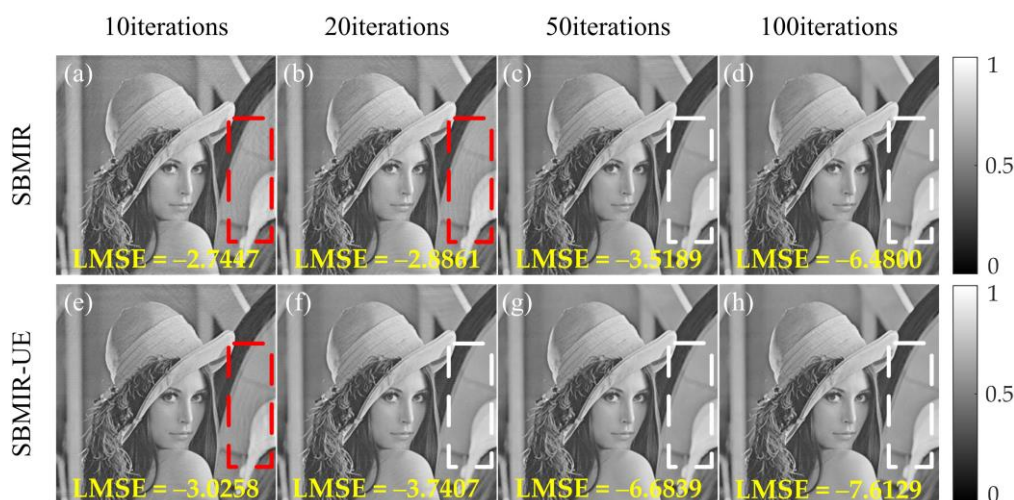 10iterations 20iterations 50iterations 100iterations
SBMIR
(a) (b) (c) (d)
LMSE = –2.7447 LMSE = –2.8861 LMSE = –3.5189 LMSE = –6.4800
1
0.5
0
SBMIR-UE
(e) (f) (g) (h)
LMSE = –3.0258 LMSE = –3.7407 LMSE = –6.6839 LMSE = –7.6129
1
0.5
0